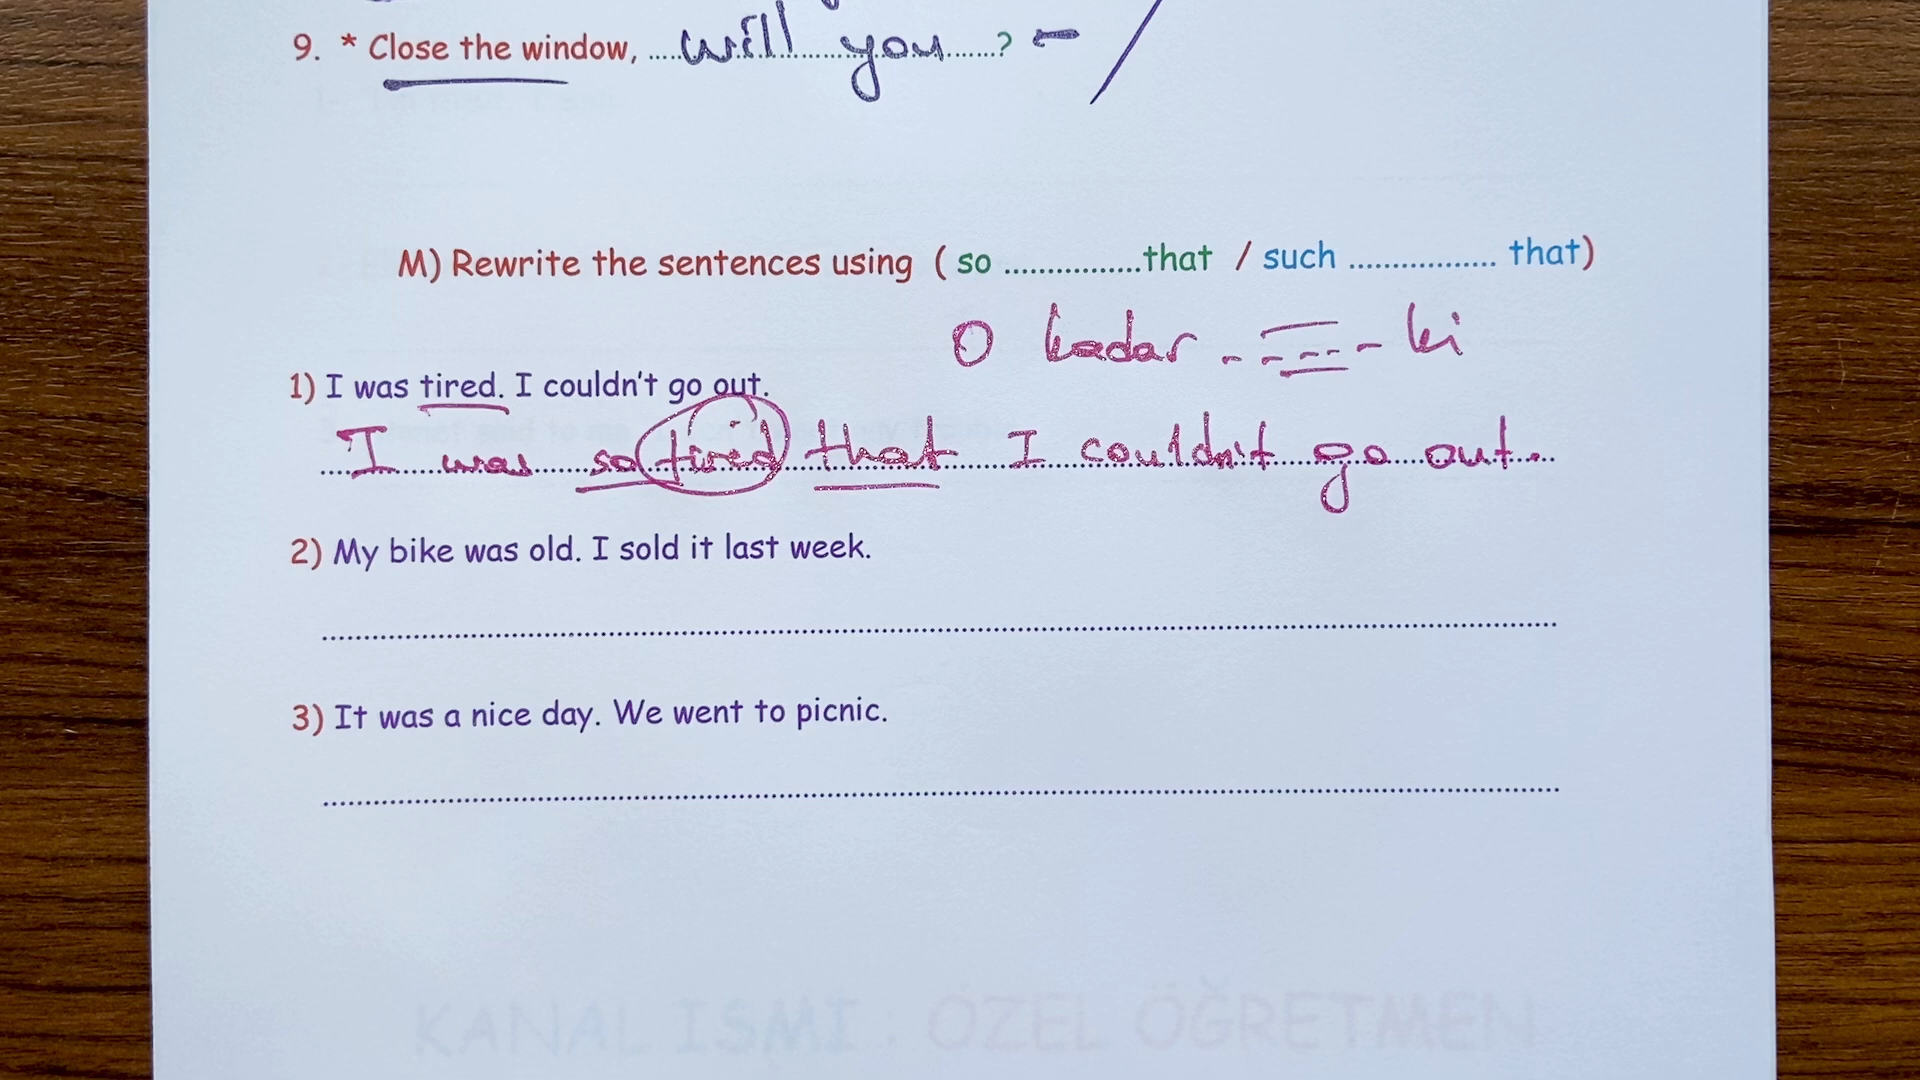 9. * Close the window, .....will you.......?  -  /
M) Rewrite the sentences using ( so ................that / such ................. that)
O kadar - - --- - ki
1) I was tired. I couldn't go out.
I was so tired that I couldn't go out.
2) My bike was old. I sold it last week.
3) It was a nice day. We went to picnic.
KANAL ISMI : ÖZEL ÖĞRETMEN